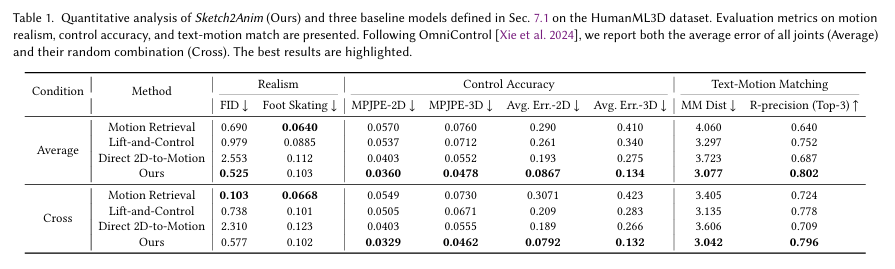 Table 1. Quantitative analysis of Sketch2Anim (Ours) and three baseline models defined in Sec. 7.1 on the HumanML3D dataset. Evaluation metrics on motion
realism, control accuracy, and text-motion match are presented. Following OmniControl [Xie et al. 2024], we report both the average error of all joints (Average)
and their random combination (Cross). The best results are highlighted.
Condition Method Realism Control Accuracy Text-Motion Matching
FID ↓ Foot Skating ↓ MPJPE-2D ↓ MPJPE-3D ↓ Avg. Err.-2D ↓ Avg. Err.-3D ↓ MM Dist ↓ R-precision (Top-3) ↑
Average
Motion Retrieval 0.690 0.0640 0.0570 0.0760 0.290 0.410 4.060 0.640
Lift-and-Control 0.979 0.0885 0.0537 0.0712 0.261 0.340 3.297 0.752
Direct 2D-to-Motion 2.553 0.112 0.0403 0.0552 0.193 0.275 3.723 0.687
Ours 0.525 0.103 0.0360 0.0478 0.0867 0.134 3.077 0.802
Cross
Motion Retrieval 0.103 0.0668 0.0549 0.0730 0.3071 0.423 3.405 0.724
Lift-and-Control 0.738 0.101 0.0505 0.0671 0.209 0.283 3.135 0.778
Direct 2D-to-Motion 2.310 0.123 0.0403 0.0555 0.189 0.266 3.606 0.709
Ours 0.577 0.102 0.0329 0.0462 0.0792 0.132 3.042 0.796